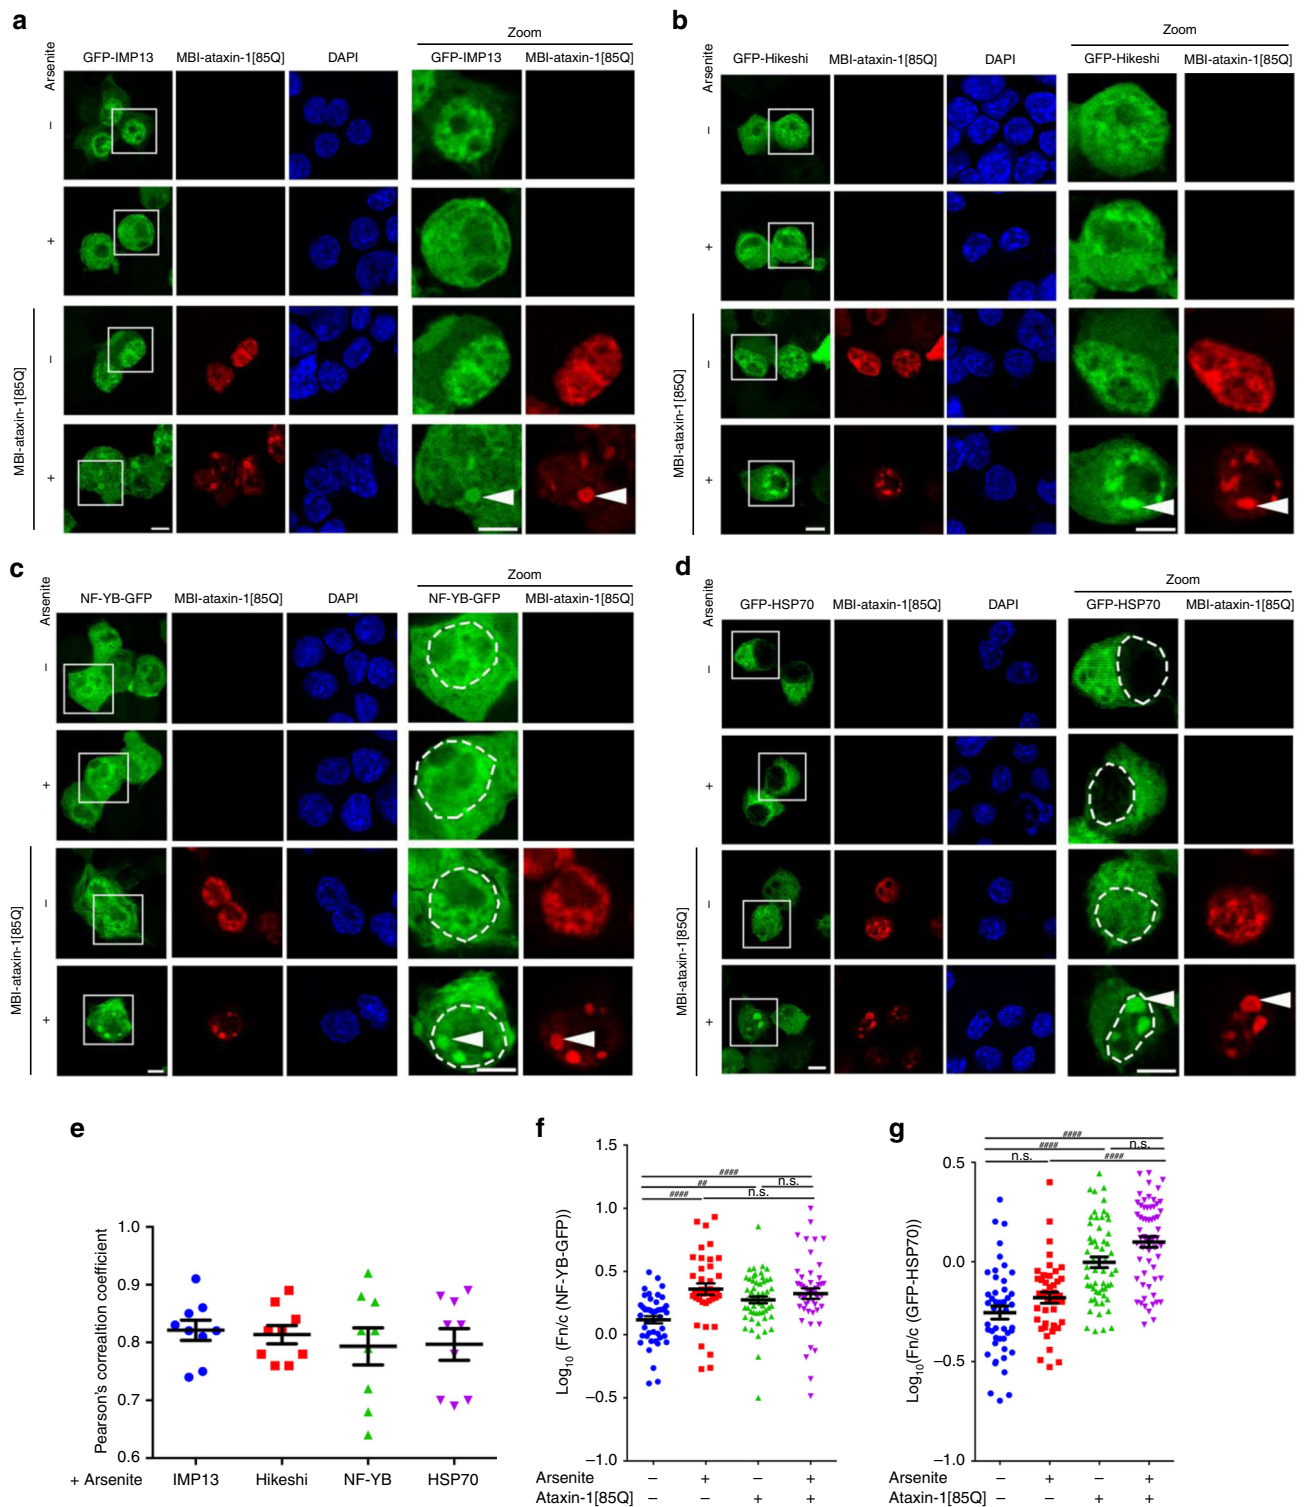 a
Zoom
Arsenite
GFP-IMP13 MBI-ataxin-1[85Q] DAPI GFP-IMP13 MBI-ataxin-1[85Q]
–
+
MBI-ataxin-1[85Q]
–
+
b
Zoom
Arsenite
GFP-Hikeshi MBI-ataxin-1[85Q] DAPI GFP-Hikeshi MBI-ataxin-1[85Q]
–
+
MBI-ataxin-1[85Q]
–
+
c
Zoom
Arsenite
NF-YB-GFP MBI-ataxin-1[85Q] DAPI NF-YB-GFP MBI-ataxin-1[85Q]
–
+
MBI-ataxin-1[85Q]
–
+
d
Zoom
Arsenite
GFP-HSP70 MBI-ataxin-1[85Q] DAPI GFP-HSP70 MBI-ataxin-1[85Q]
–
+
MBI-ataxin-1[85Q]
–
+
e
Pearson's correaltion coefficient
1.0
0.9
0.8
0.7
0.6
+ Arsenite IMP13 Hikeshi NF-YB HSP70
f
Log10 (Fn/c (NF-YB-GFP))
1.5
1.0
0.5
0.0
–0.5
–1.0
####
## n.s.
#### n.s.
Arsenite – + – +
Ataxin-1[85Q] – – + +
g
Log10(Fn/c (GFP-HSP70))
0.5
0.0
–0.5
–1.0
####
#### n.s.
n.s. ####
Arsenite – + – +
Ataxin-1[85Q] – – + +